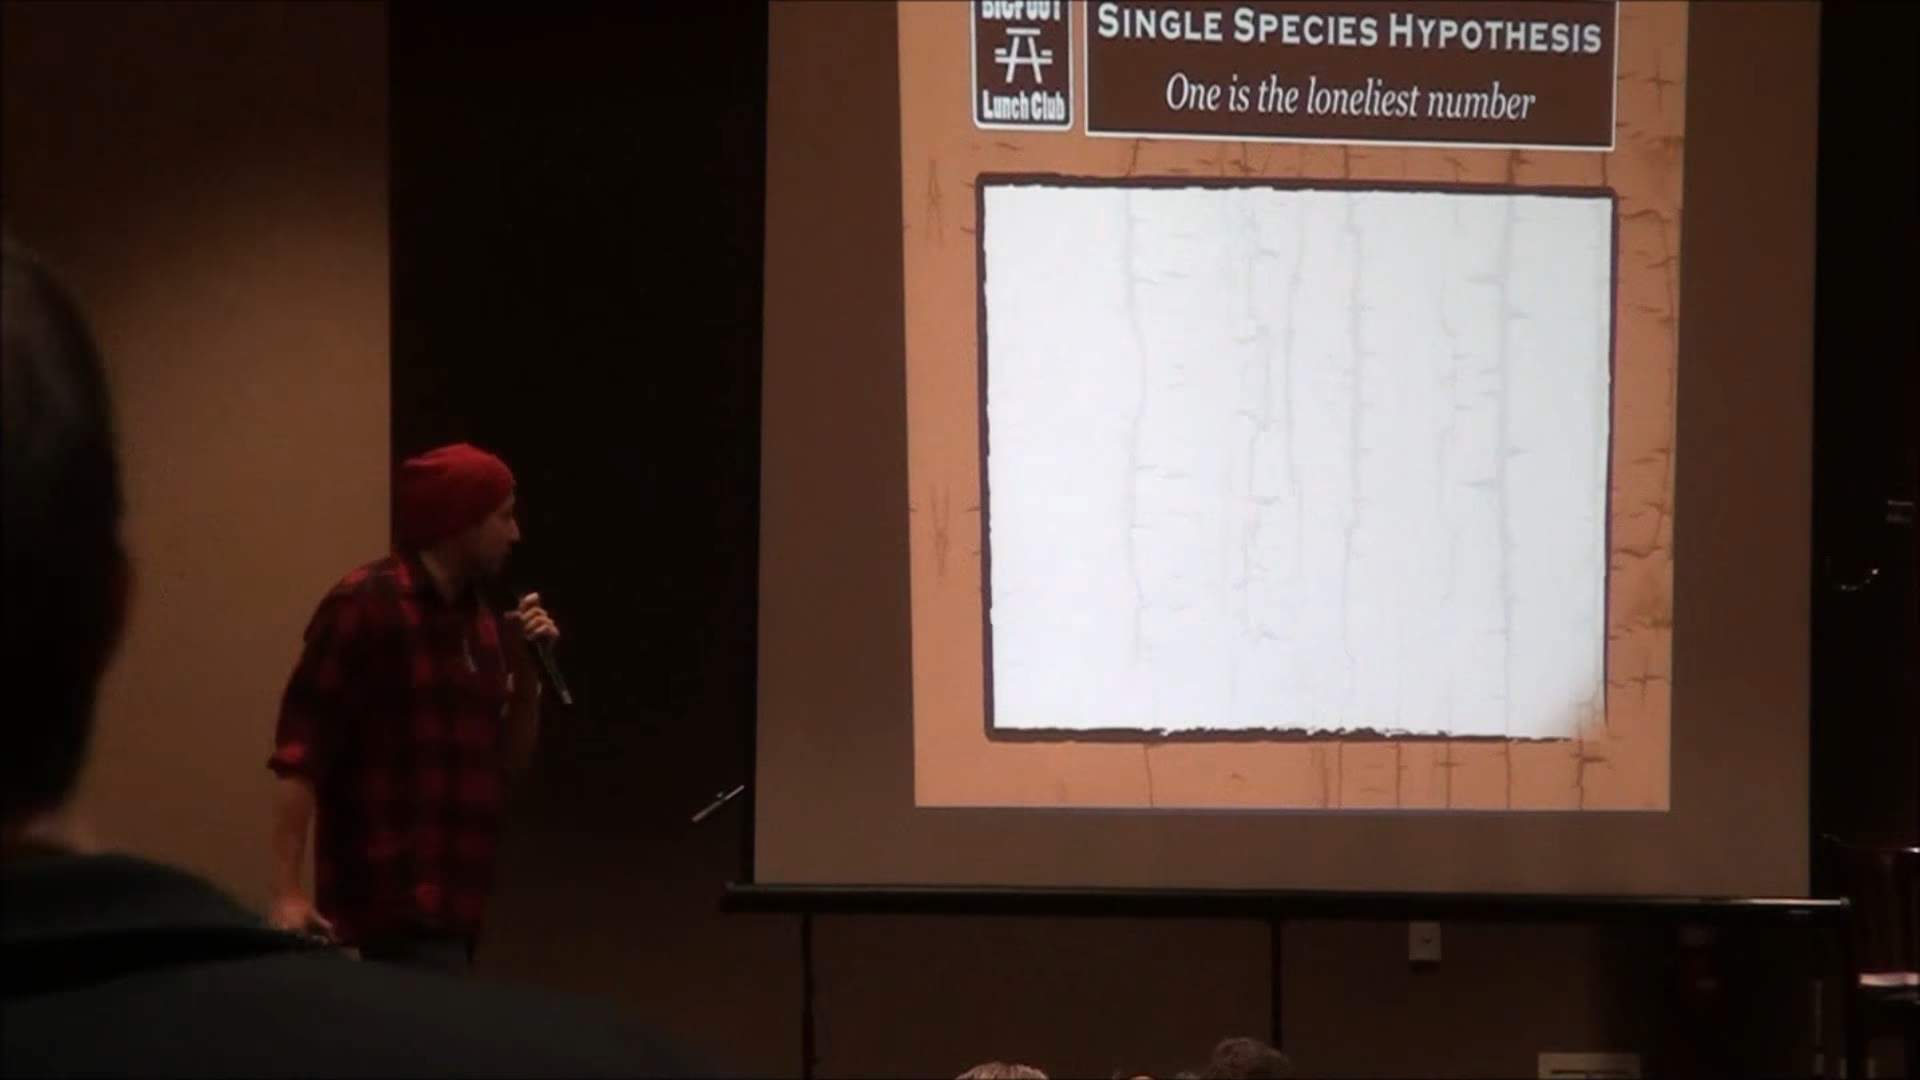 BIGFOOT
Lunch Club
SINGLE SPECIES HYPOTHESIS
One is the loneliest number